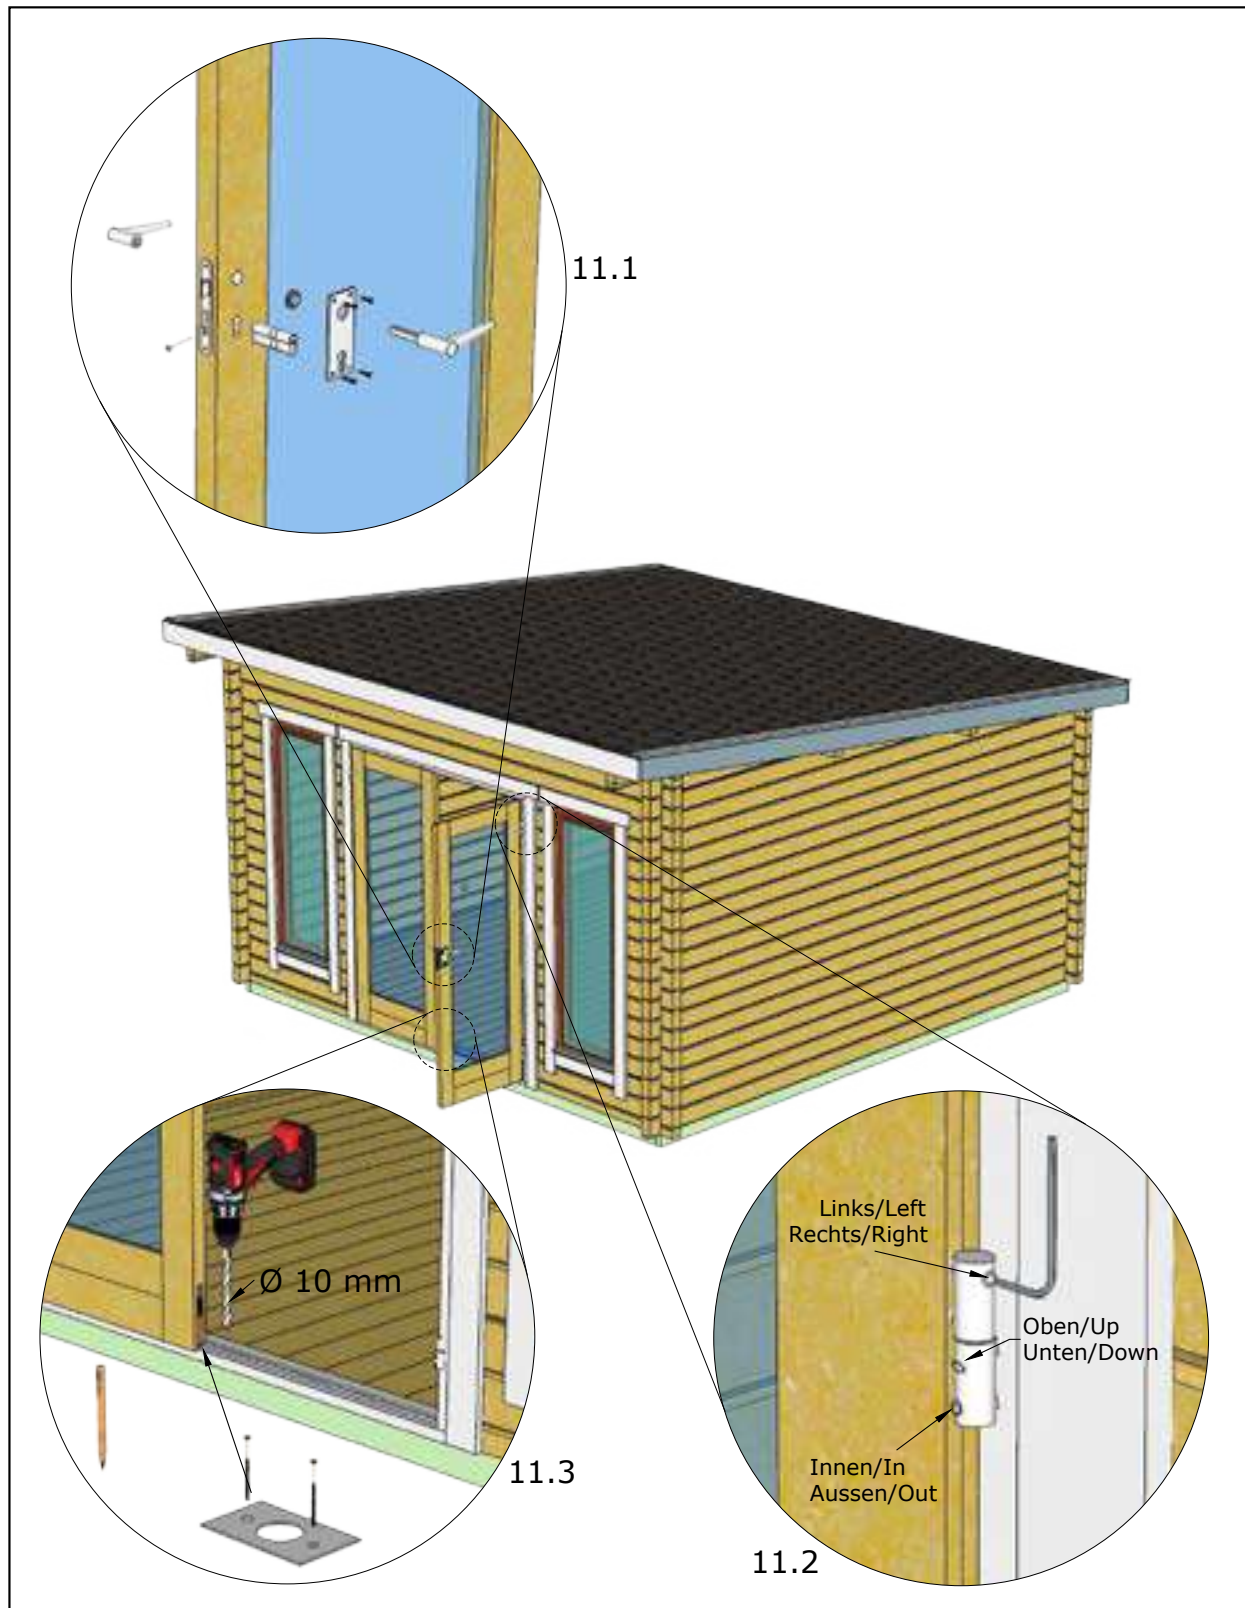 11.1
Ø 10 mm
11.3
Links/Left
Rechts/Right
Oben/Up
Unten/Down
Innen/In
Aussen/Out
11.2